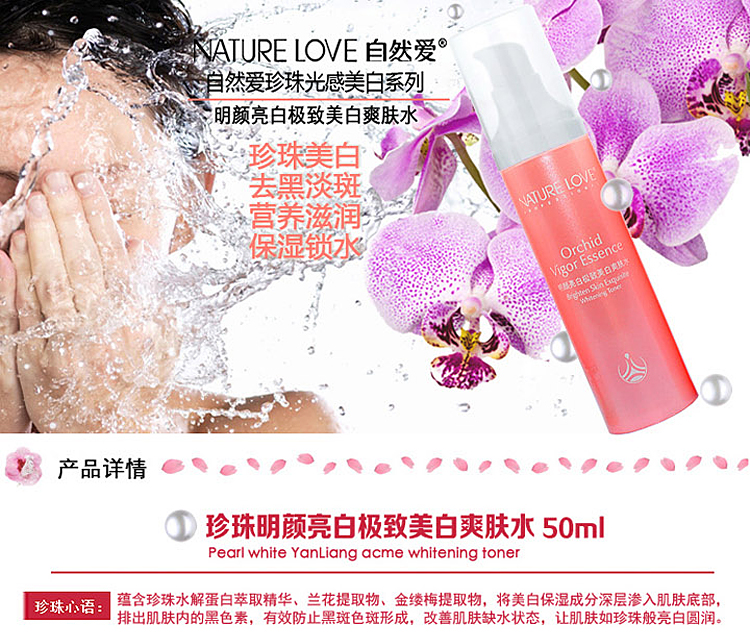 NATURE LOVE 自然爱®
自然爱珍珠光感美白系列
明颜亮白极致美白爽肤水
珍珠美白
去黑淡斑
营养滋润
保湿锁水
NATURE LOVE®
PROFESSIONAL
Orchid
Vigor Essence
明颜亮白极致美白爽肤水
Brighten Skin Exquisite
Whitening Toner
产品详情
珍珠明颜亮白极致美白爽肤水 50ml
Pearl white YanLiang acme whitening toner
珍珠心语：
蕴含珍珠水解蛋白萃取精华、兰花提取物、金缕梅提取物，将美白保湿成分深层渗入肌肤底部，
排出肌肤内的黑色素，有效防止黑斑色斑形成，改善肌肤缺水状态，让肌肤如珍珠般亮白圆润。